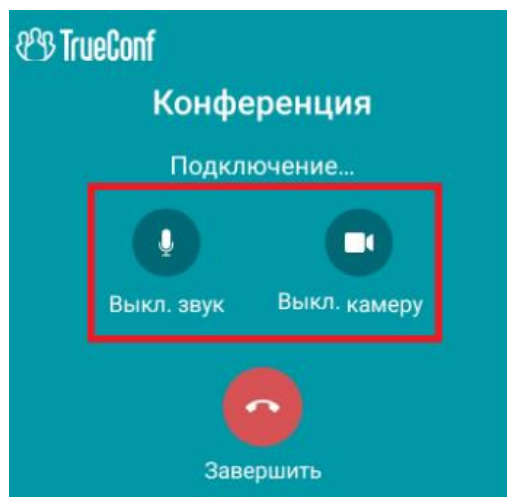 TrueConf
Конференция
Подключение...
Выкл. звук Выкл. камеру
Завершить